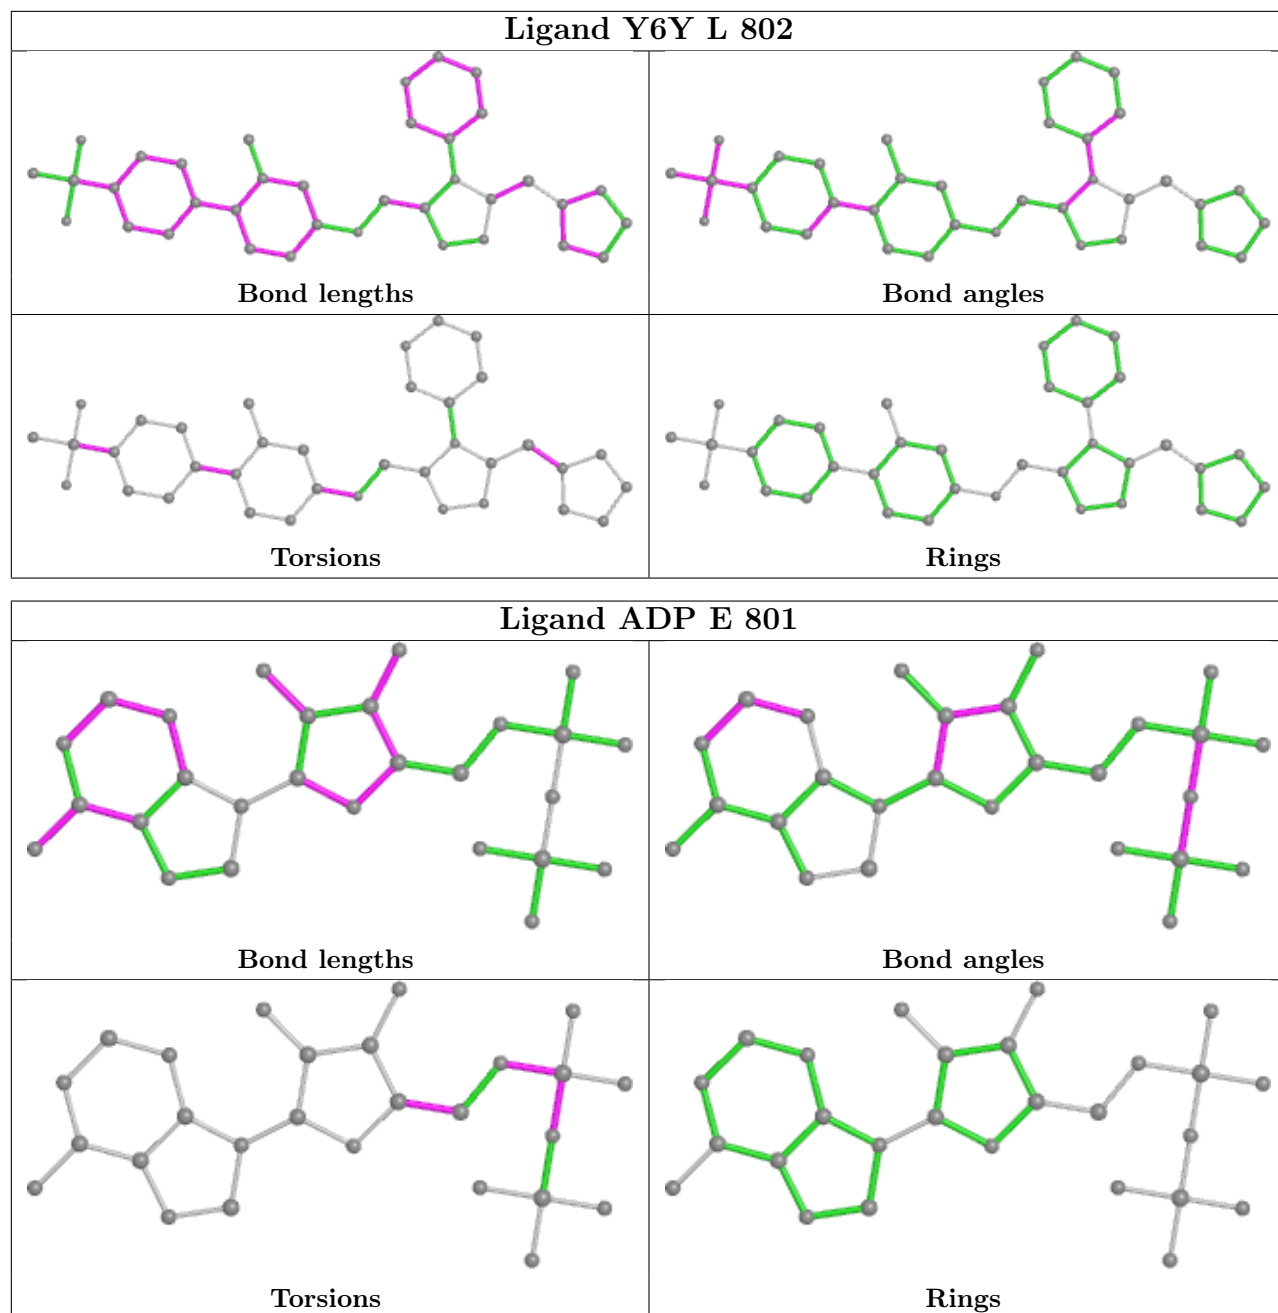 Ligand Y6Y L 802
Bond lengths
Bond angles
Torsions
Rings
Ligand ADP E 801
Bond lengths
Bond angles
Torsions
Rings